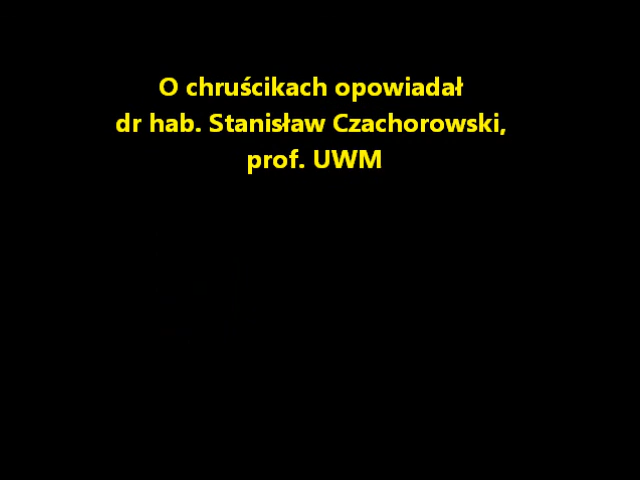 O chruścikach opowiadał
dr hab. Stanisław Czachorowski,
prof. UWM